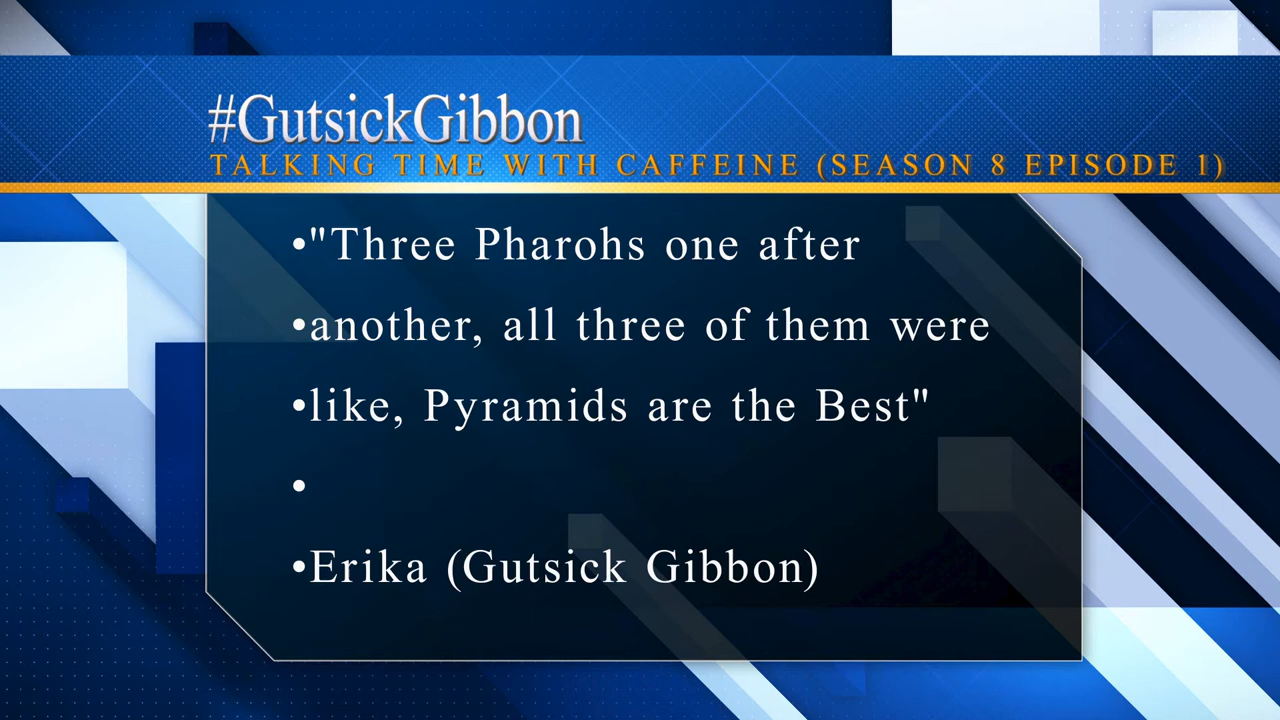 #GutsickGibbon
TALKING TIME WITH CAFFEINE (SEASON 8 EPISODE 1)
•"Three Pharohs one after
•another, all three of them were
•like, Pyramids are the Best"
•
•Erika (Gutsick Gibbon)